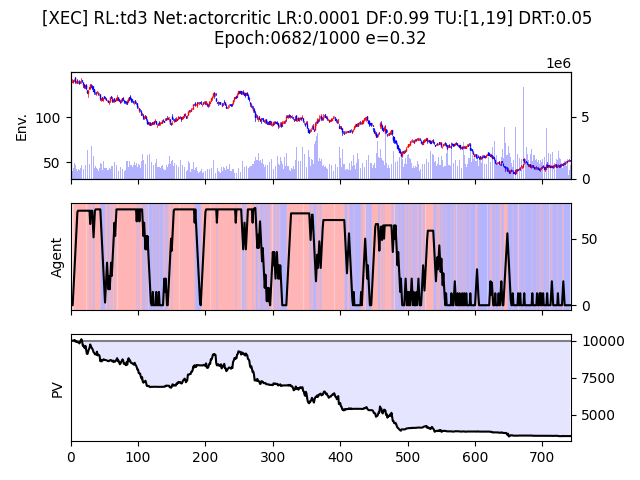 [XEC] RL:td3 Net:actorcritic LR:0.0001 DF:0.99 TU:[1,19] DRT:0.05
Epoch:0682/1000 e=0.32
1e6
Env.
100
50
5
0
Agent
50
0
PV
10000
7500
5000
0 100 200 300 400 500 600 700